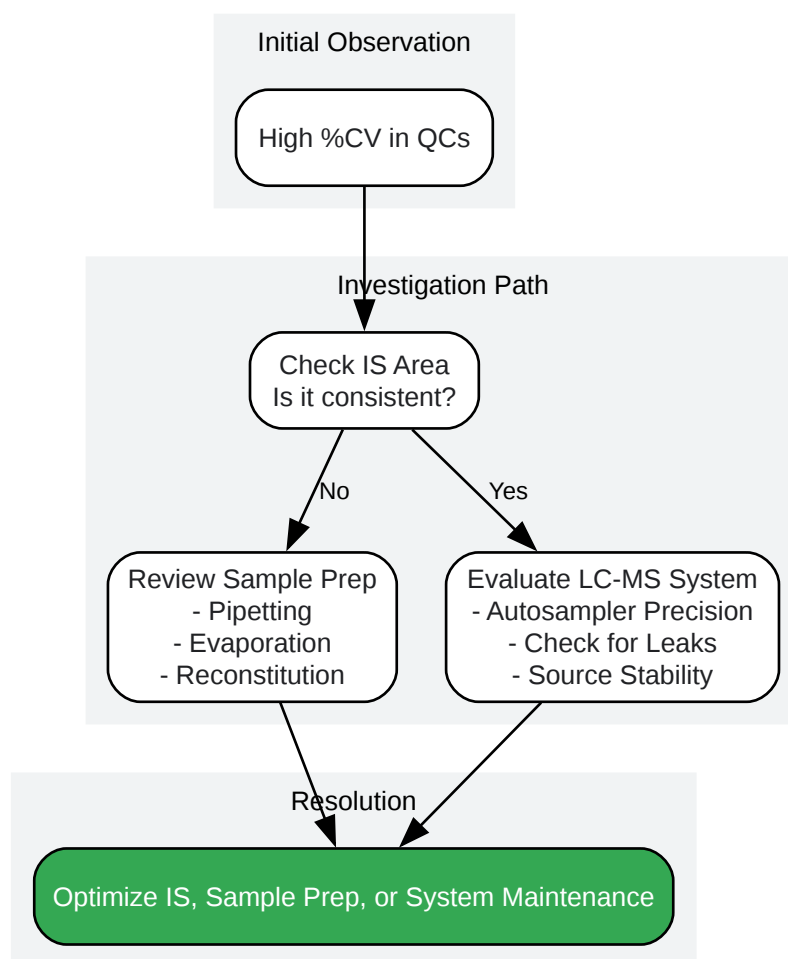 Initial Observation
High %CV in QCs
Investigation Path
Check IS Area
Is it consistent?
No
Yes
Review Sample Prep
- Pipetting
- Evaporation
- Reconstitution
Evaluate LC-MS System
- Autosampler Precision
- Check for Leaks
- Source Stability
Resolution
Optimize IS, Sample Prep, or System Maintenance